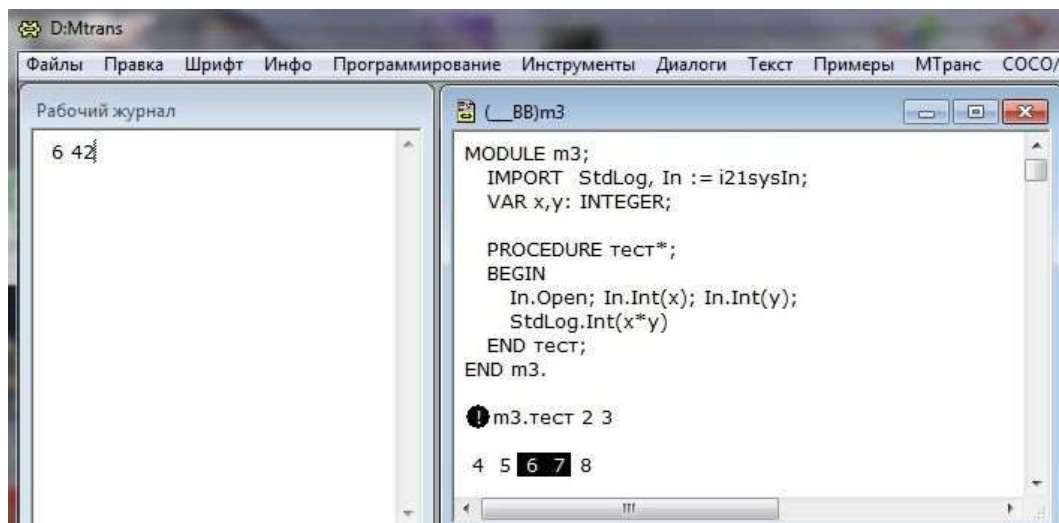 D:Mtrans
Файлы Правка Шрифт Инфо Программирование Инструменты Диалоги Текст Примеры МТранс COCO/
Рабочий журнал
6 42
(__BB)m3
MODULE m3;
IMPORT StdLog, In := i21sysIn;
VAR x,y: INTEGER;
PROCEDURE тест*;
BEGIN
In.Open; In.Int(x); In.Int(y);
StdLog.Int(x*y)
END тест;
END m3.
! m3.тест 2 3
4 5 6 7 8